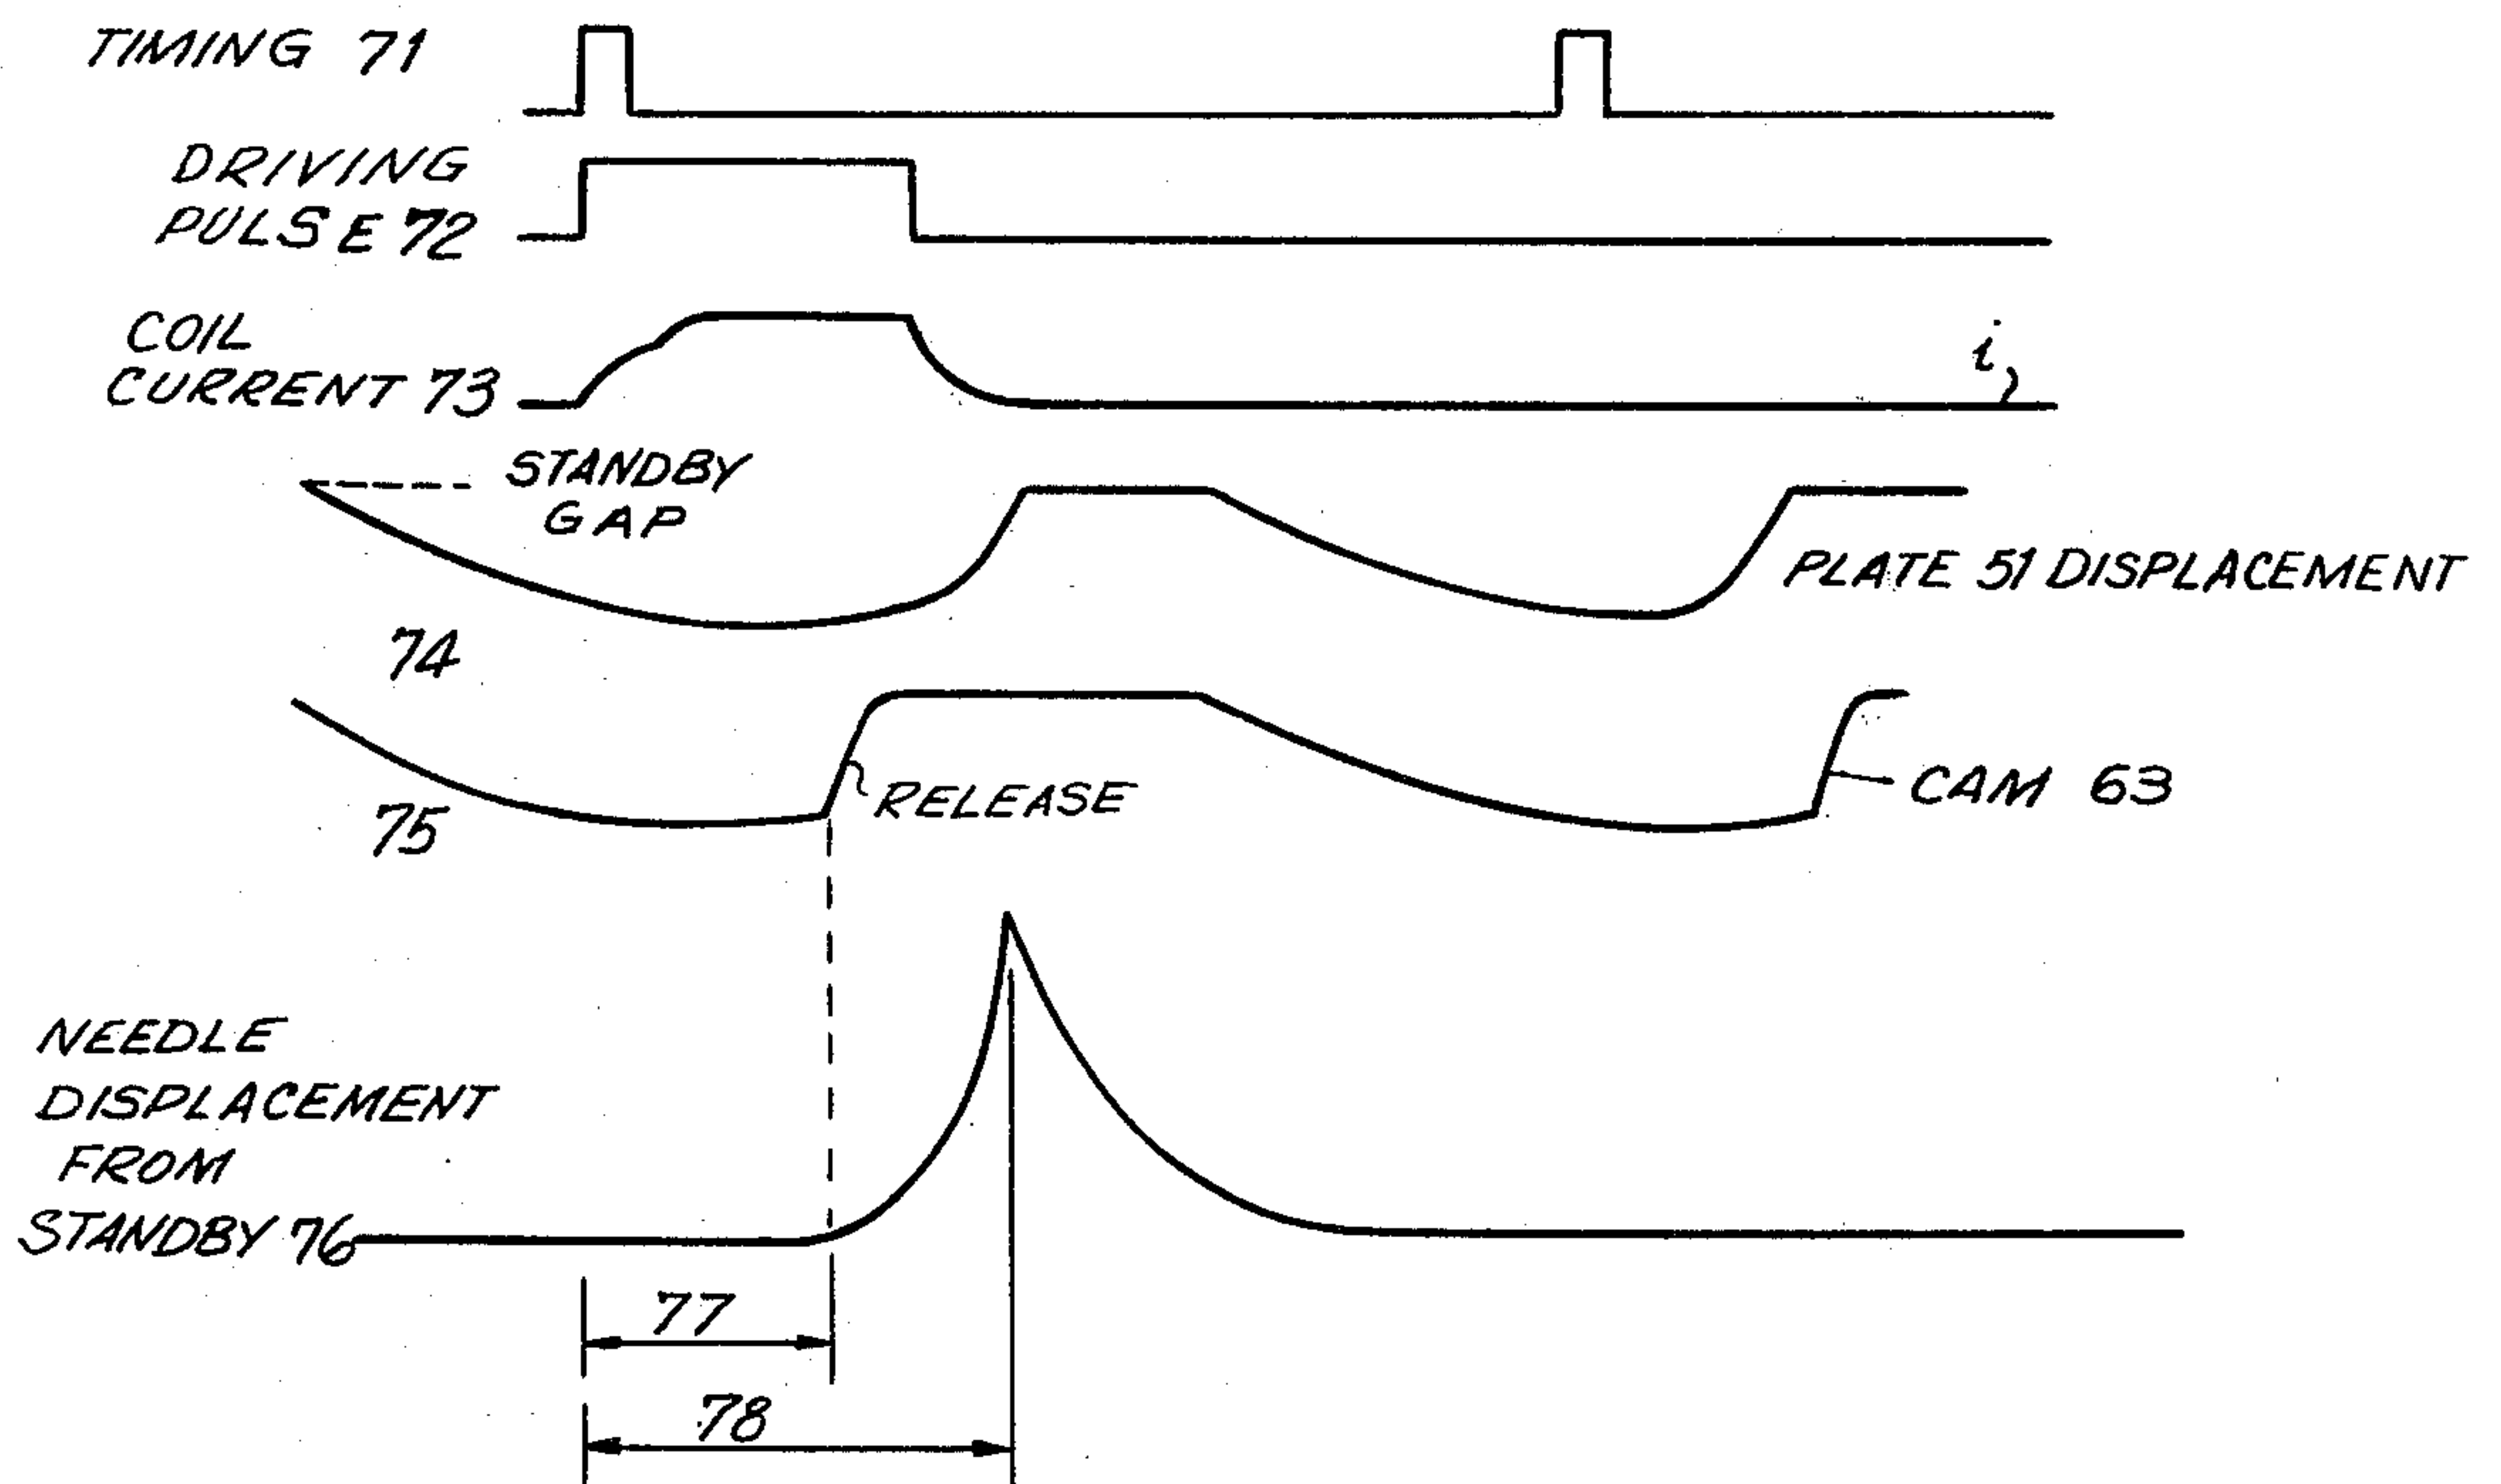 TIMING 71
DRIVING
PULSE 72
COIL
CURRENT 73
i
STANDBY
GAP
PLATE 51 DISPLACEMENT
74
RELEASE
CAM 63
75
NEEDLE
DISPLACEMENT
FROM
STANDBY 76
77
78